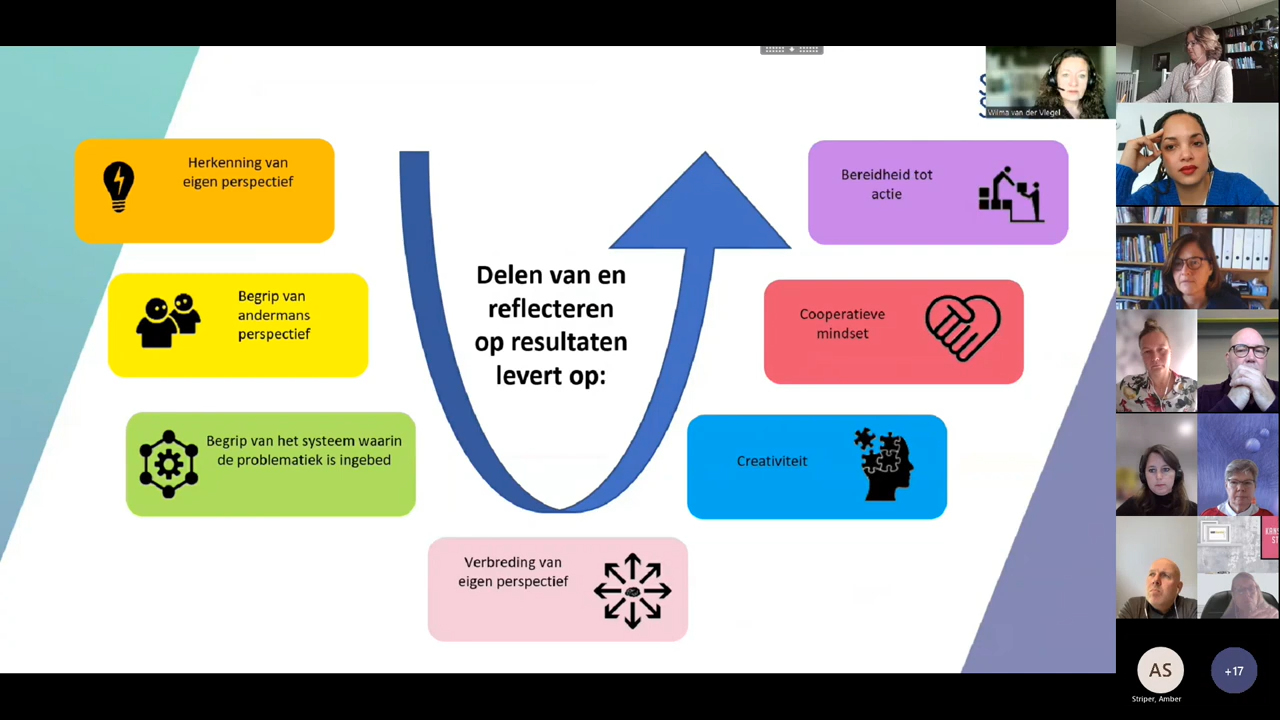 Wilma van der Vlegel
Herkenning van
eigen perspectief
Begrip van
andermans
perspectief
Begrip van het systeem waarin
de problematiek is ingebed
Delen van en
reflecteren
op resultaten
levert op:
Verbreding van
eigen perspectief
Creativiteit
Cooperatieve
mindset
Bereidheid tot
actie
AS
Striper, Amber
+17